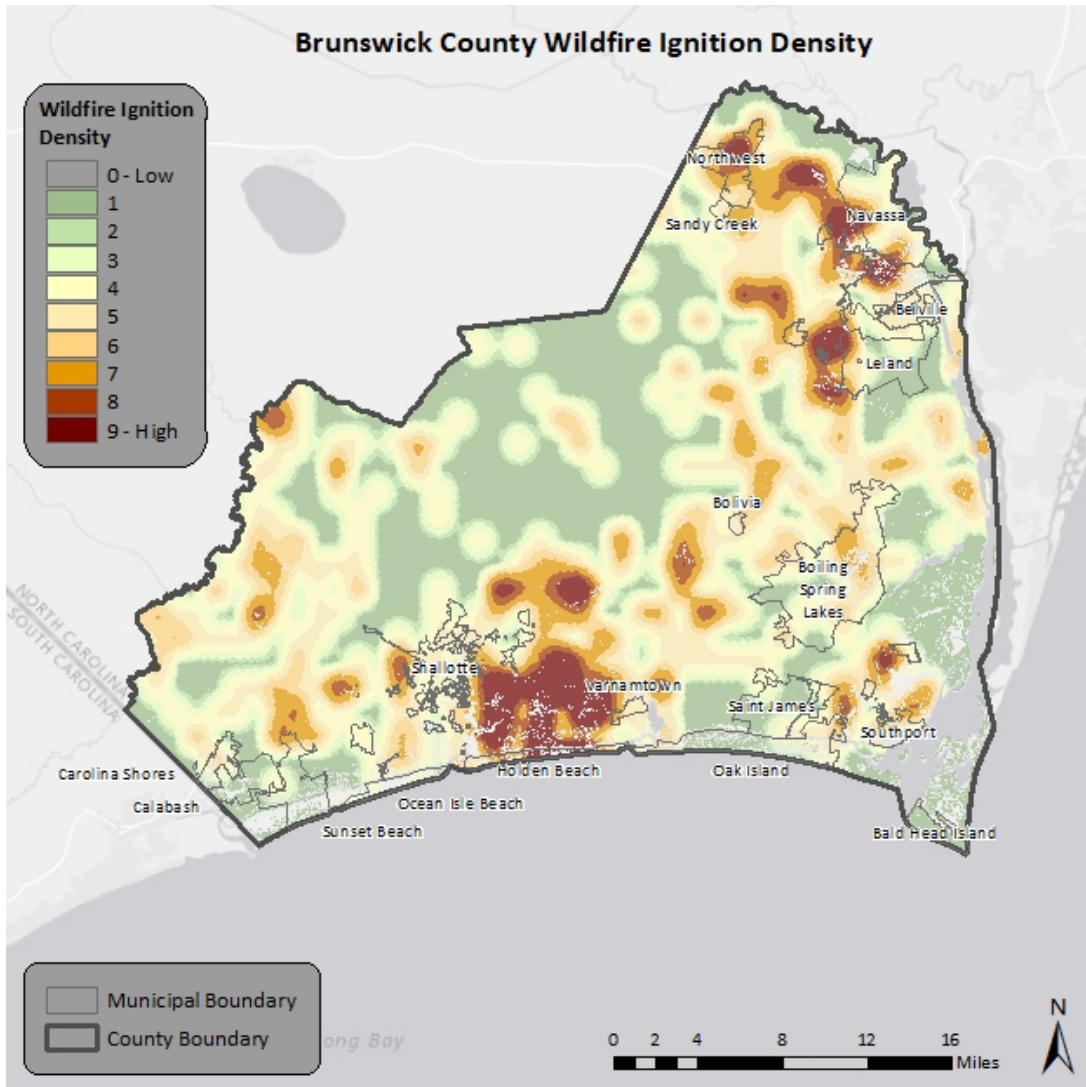 Brunswick County Wildfire Ignition Density
Wildfire Ignition
Density
0 - Low
1
2
3
4
5
6
7
8
9 - High
Northwest
Sandy Creek
Navassa
Belville
Leland
Bolivia
Boiling
Spring
Lakes
Shallotte
Varnamtown
Saint James
Southport
Carolina Shores
Holden Beach
Oak Island
Calabash
Ocean Isle Beach
Sunset Beach
Bald Head Island
NORTH CAROLINA
SOUTH CAROLINA
Municipal Boundary
County Boundary
ong Bay
N
0 2 4 8 12 16
Miles